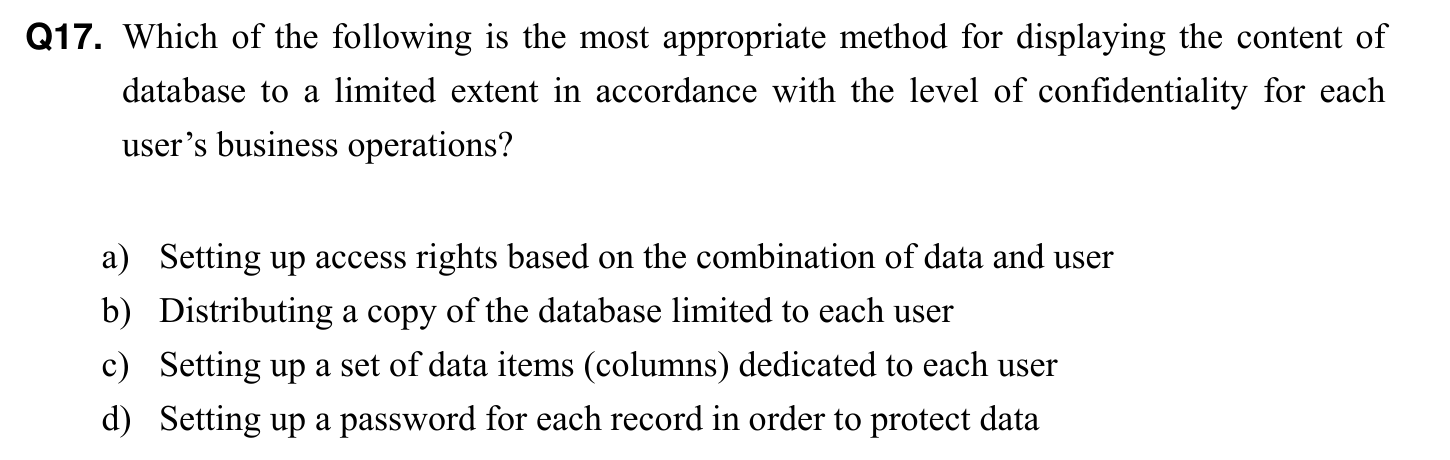 Q17. Which of the following is the most appropriate method for displaying the content of
database to a limited extent in accordance with the level of confidentiality for each
user’s business operations?
a) Setting up access rights based on the combination of data and user
b) Distributing a copy of the database limited to each user
c) Setting up a set of data items (columns) dedicated to each user
d) Setting up a password for each record in order to protect data